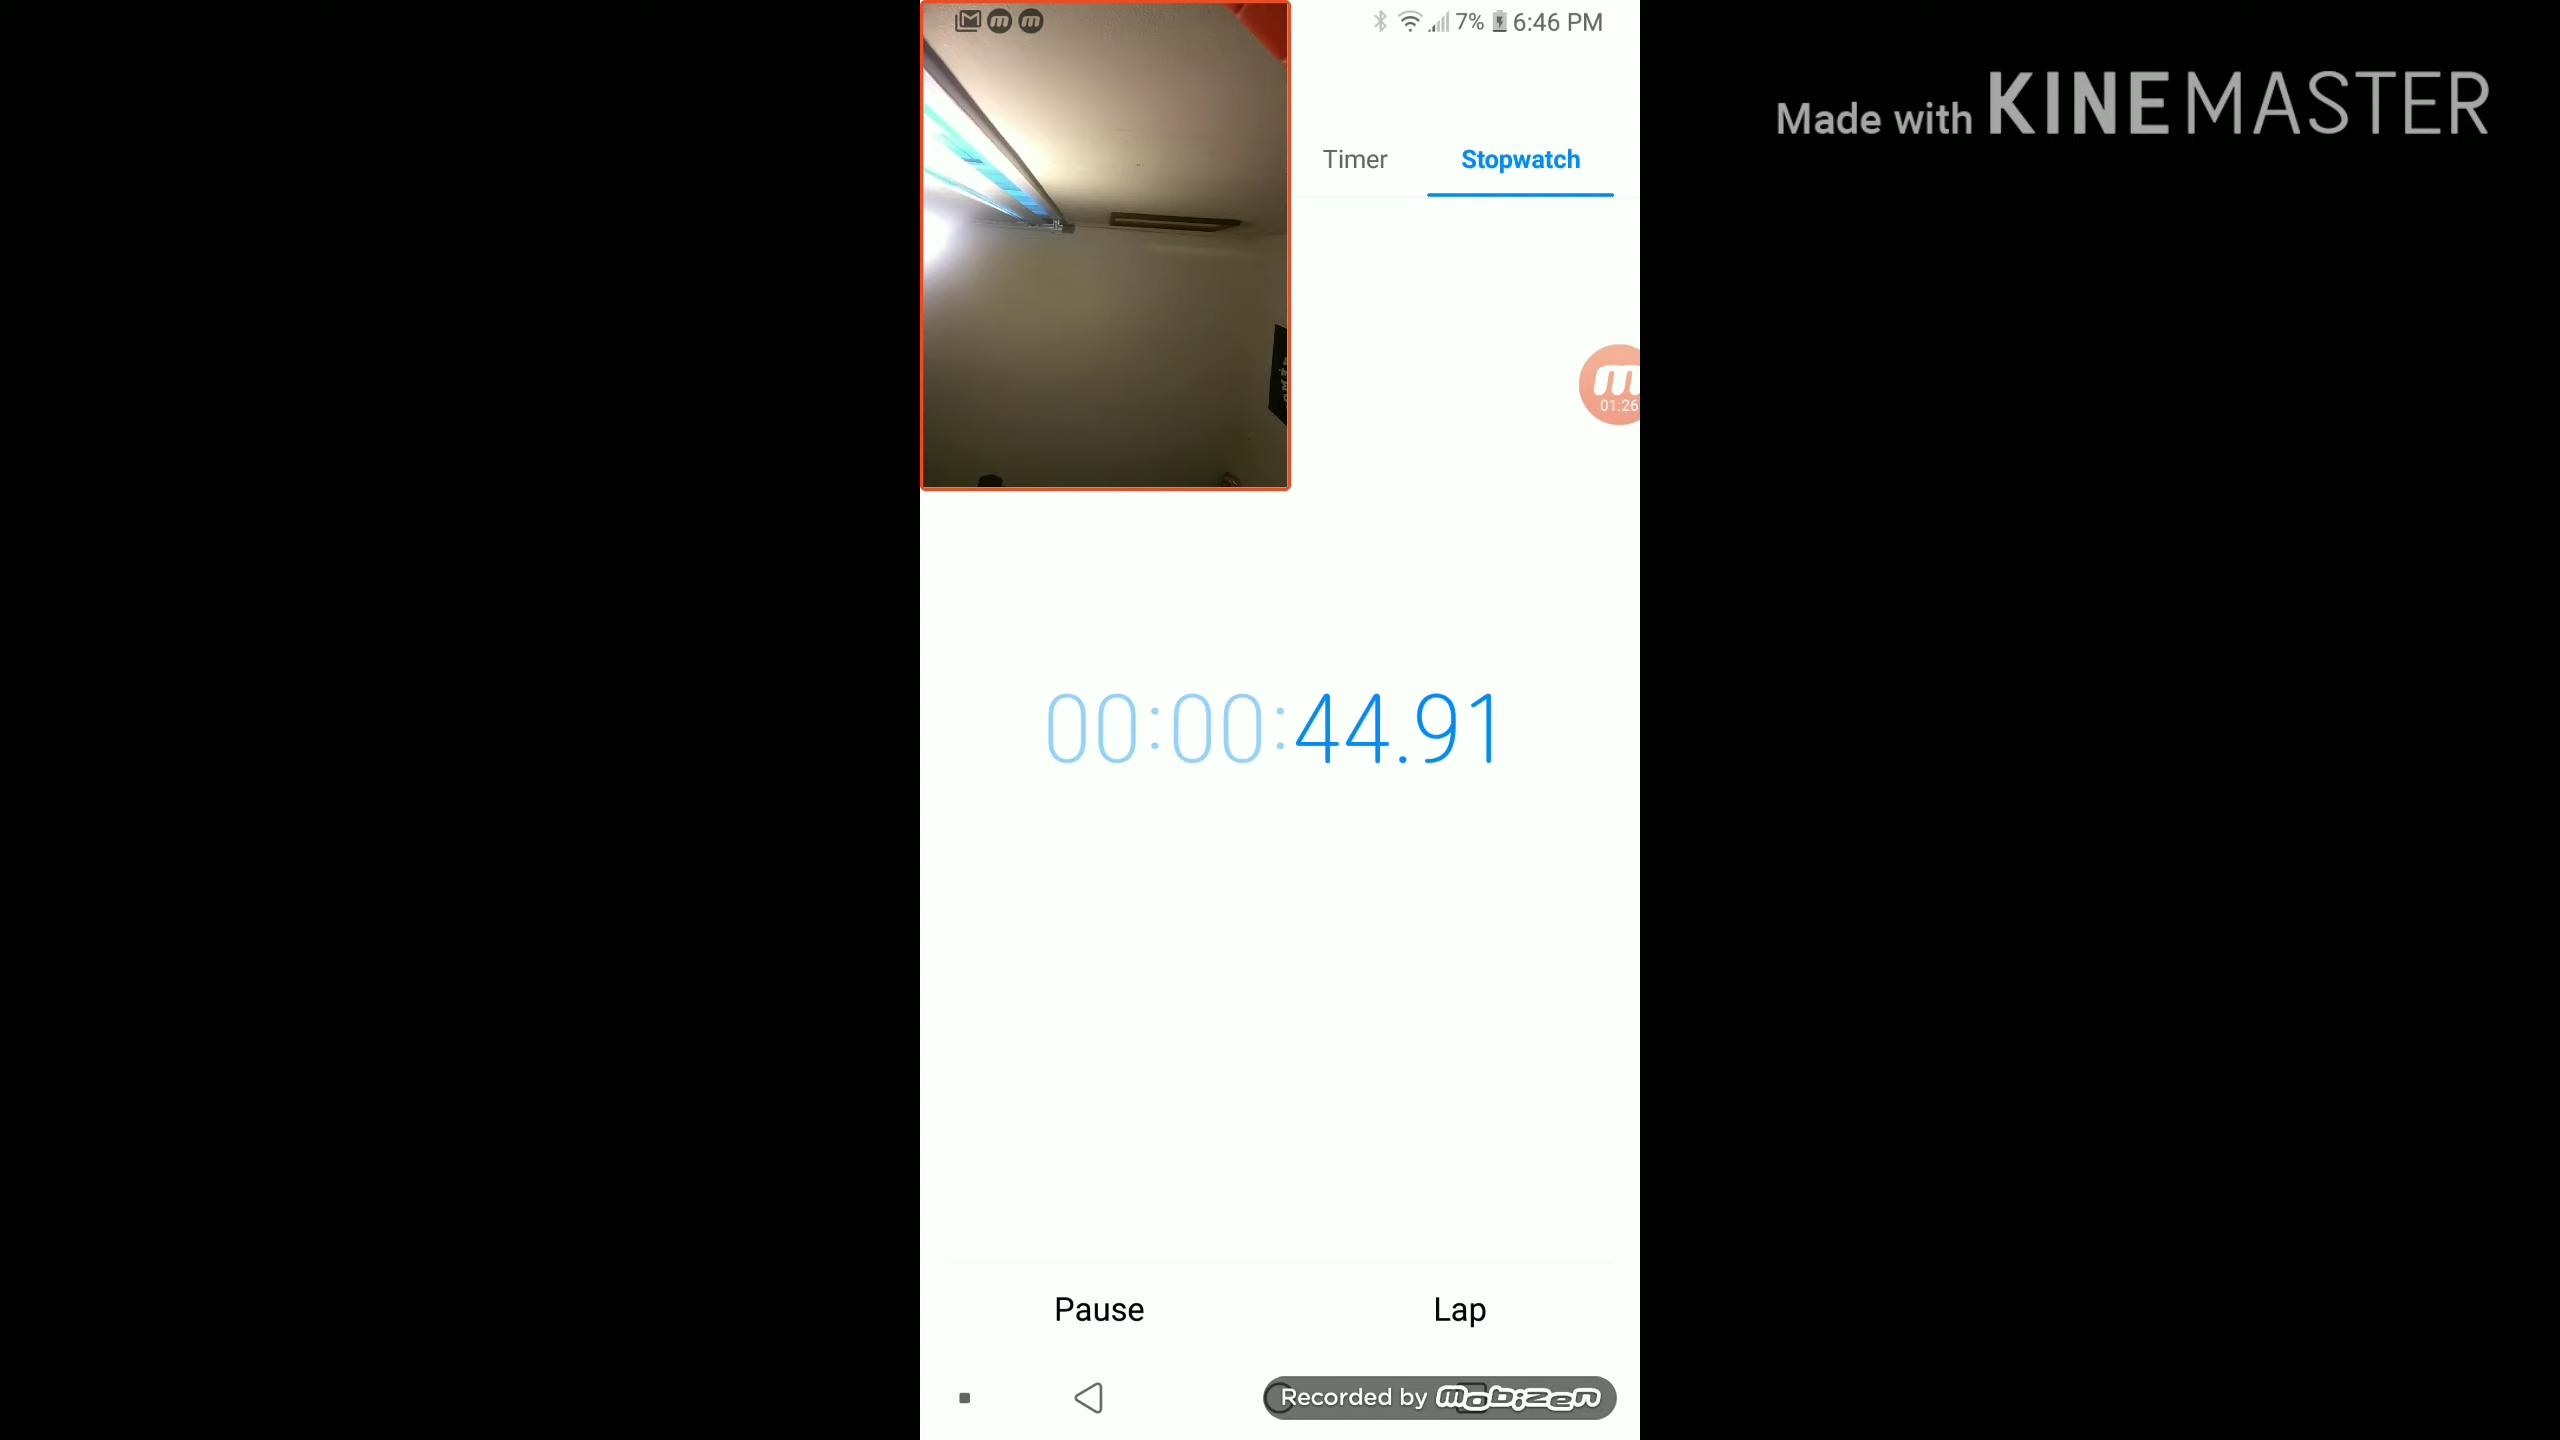 7% 6:46 PM
Made with KINEMASTER
Timer Stopwatch
01:26
00:00:44.91
Pause Lap
Recorded by mobizen